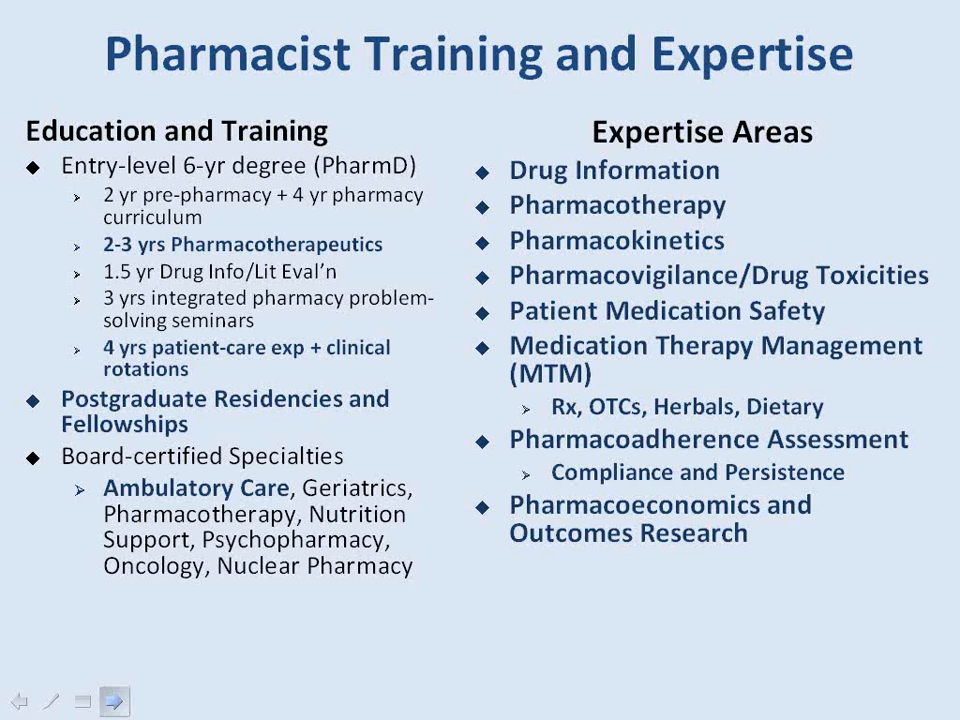 Pharmacist Training and Expertise
Education and Training
Entry-level 6-yr degree (PharmD)
2 yr pre-pharmacy + 4 yr pharmacy
curriculum
2-3 yrs Pharmacotherapeutics
1.5 yr Drug Info/Lit Eval'n
3 yrs integrated pharmacy problem-
solving seminars
4 yrs patient-care exp + clinical
rotations
Postgraduate Residencies and
Fellowships
Board-certified Specialties
Ambulatory Care, Geriatrics,
Pharmacotherapy, Nutrition
Support, Psychopharmacy,
Oncology, Nuclear Pharmacy
Expertise Areas
Drug Information
Pharmacotherapy
Pharmacokinetics
Pharmacovigilance/Drug Toxicities
Patient Medication Safety
Medication Therapy Management
(MTM)
Rx, OTCs, Herbals, Dietary
Pharmacoadherence Assessment
Compliance and Persistence
Pharmacoeconomics and
Outcomes Research